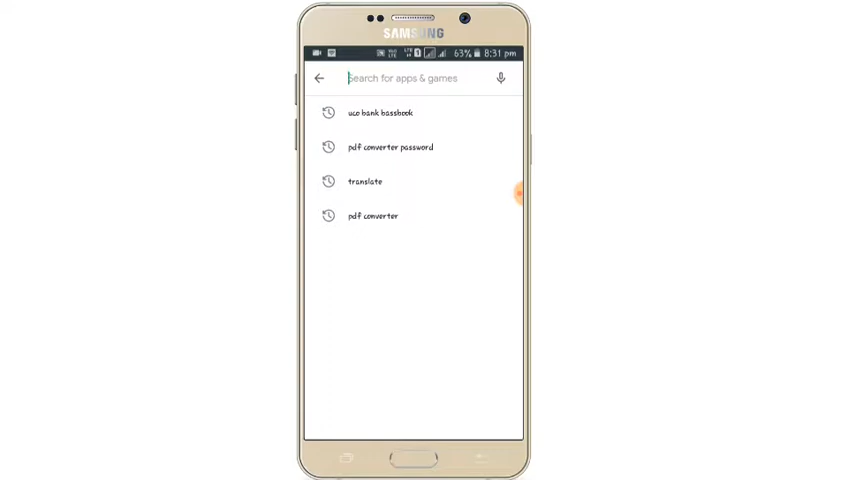 SAMSUNG
63% 8:31 pm
Search for apps & games
uco bank bassbook
pdf converter password
translate
pdf converter